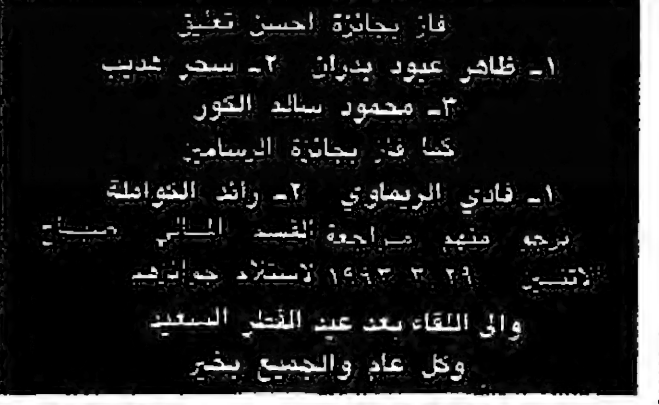 فاز بجائزة احسن تعليق
١ـ ظاهر عبود بدران ٢ـ سحر شديب
٣ـ محمود سالم الكور
كما فاز بجائزة الرسامين
١ـ فادي الريماوي ٢ـ رائد الخواملة
نرجو منهم مراجعة القسم المالي صباح
الاثنين ٢٩ ٣ ١٩٩٣ لاستلام جوائزهم
والى اللقاء بعد عيد الفطر السعيد
وكل عام والجميع بخير